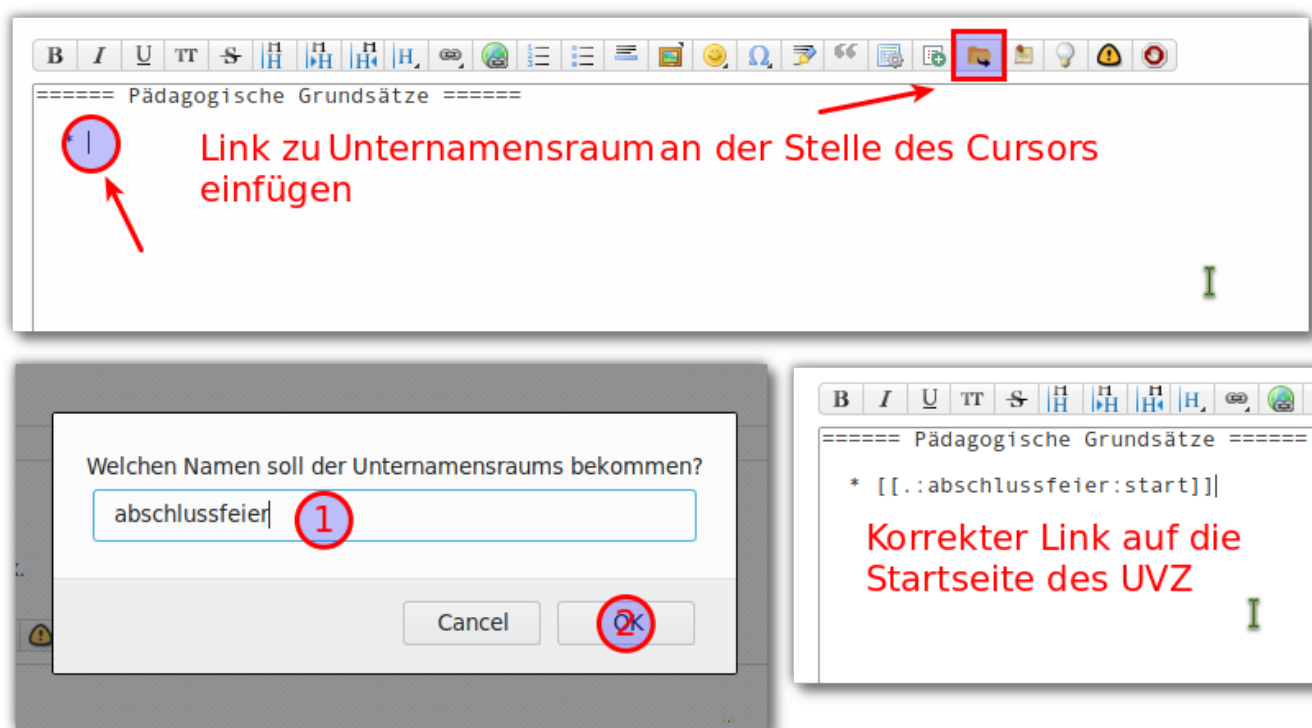 B I U TT S H H H H H H H Ω “
====== Pädagogische Grundsätze ======
* |
Link zu Unternamensraum an der Stelle des Cursors
einfügen
Welchen Namen soll der Unternamensraums bekommen?
abschlussfeier
1
Cancel
OK
2
B I U TT S H H H H H H H
====== Pädagogische Grundsätze ======
* [[.:abschlussfeier:start]]
Korrekter Link auf die
Startseite des UVZ